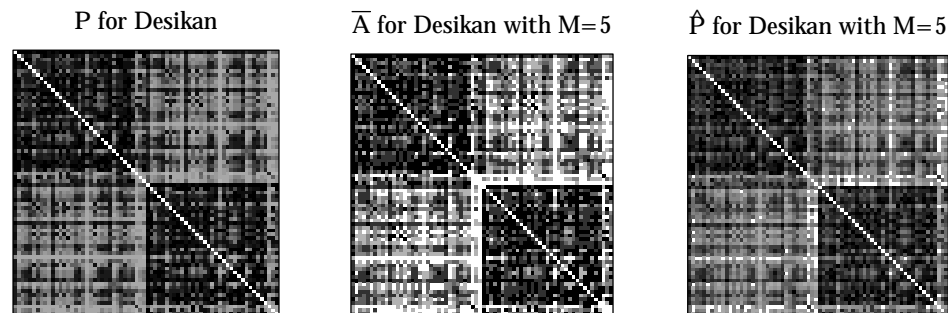 P for Desikan
A̅ for Desikan with M=5
P̂ for Desikan with M=5